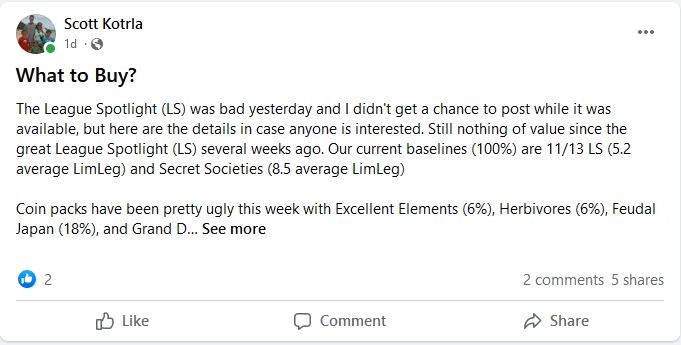 Scott Kotrla
1d ·
What to Buy?
The League Spotlight (LS) was bad yesterday and I didn't get a chance to post while it was
available, but here are the details in case anyone is interested. Still nothing of value since the
great League Spotlight (LS) several weeks ago. Our current baselines (100%) are 11/13 LS (5.2
average LimLeg) and Secret Societies (8.5 average LimLeg)
Coin packs have been pretty ugly this week with Excellent Elements (6%), Herbivores (6%), Feudal
Japan (18%), and Grand D... See more
2
2 comments 5 shares
Like
Comment
Share